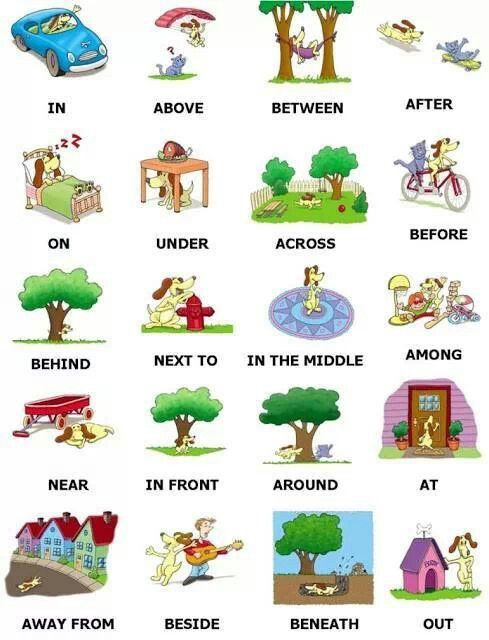 IN
ABOVE
BETWEEN
AFTER
ON
UNDER
ACROSS
BEFORE
BEHIND
NEXT TO
IN THE MIDDLE
AMONG
NEAR
IN FRONT
AROUND
AT
AWAY FROM
BESIDE
BENEATH
OUT